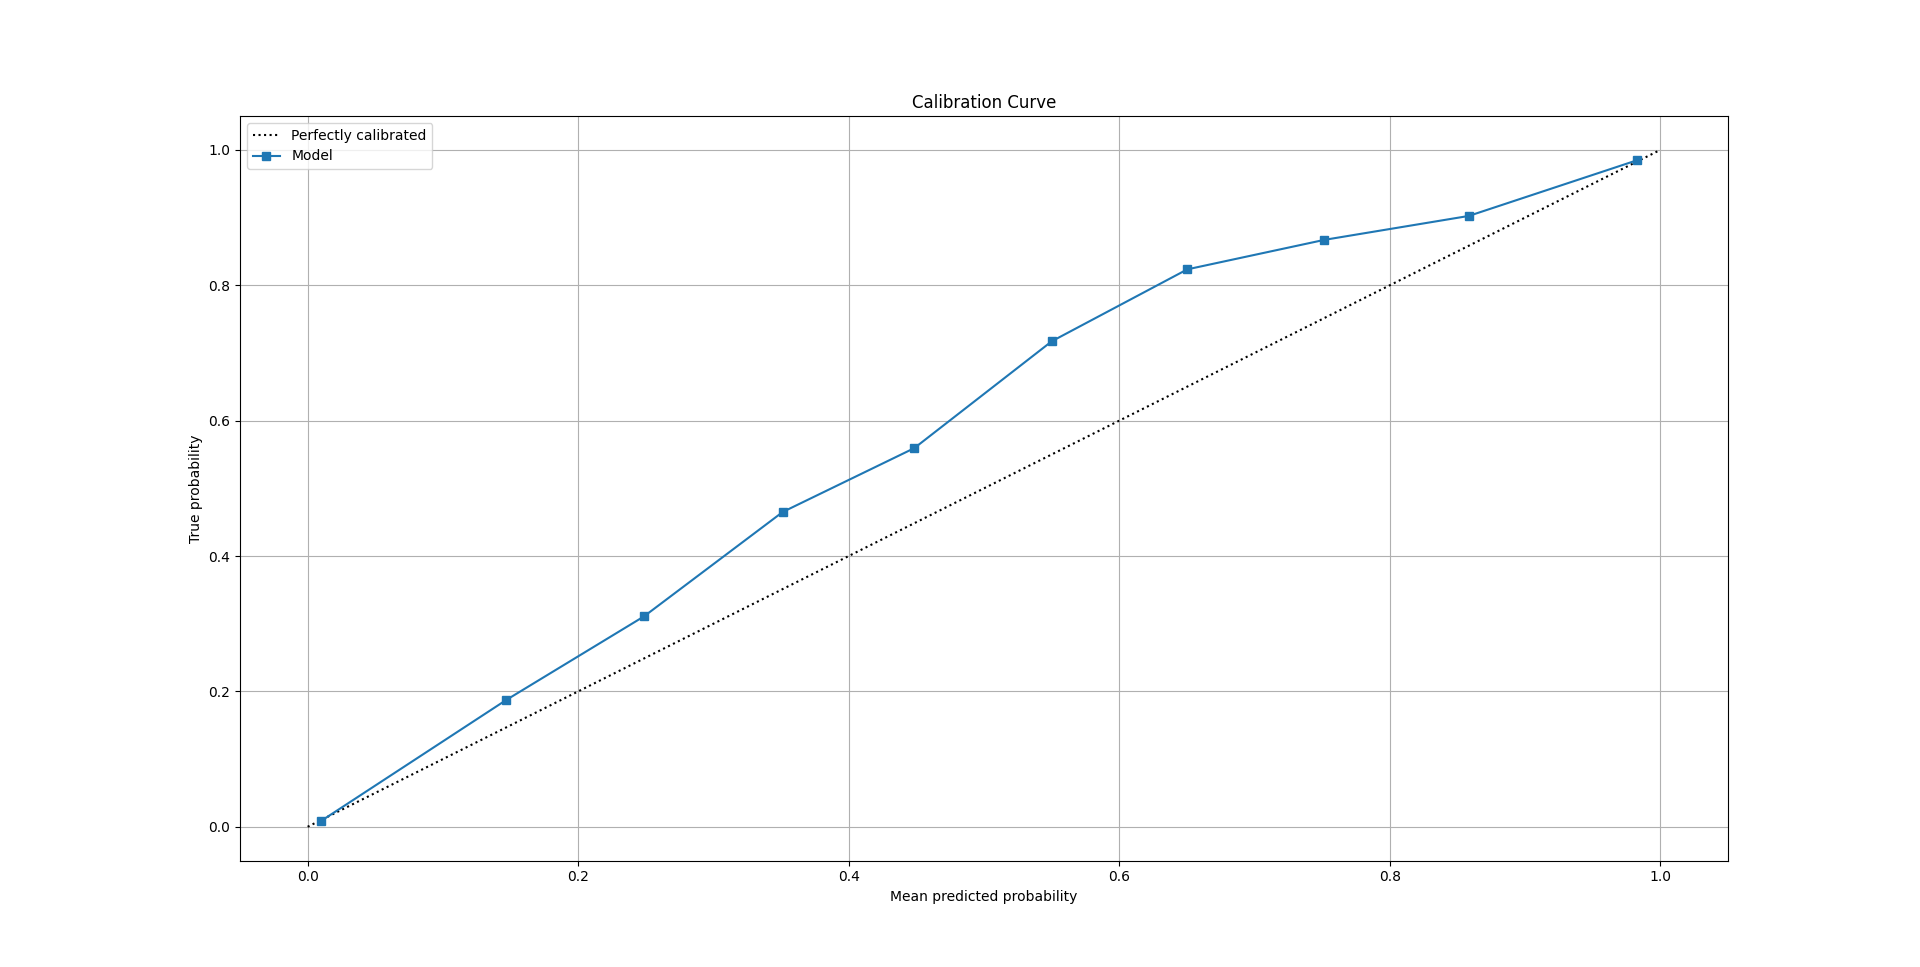 Calibration Curve
Perfectly calibrated
Model
1.0
0.8
0.6
0.4
0.2
0.0
True probability
0.0 0.2 0.4 0.6 0.8 1.0
Mean predicted probability